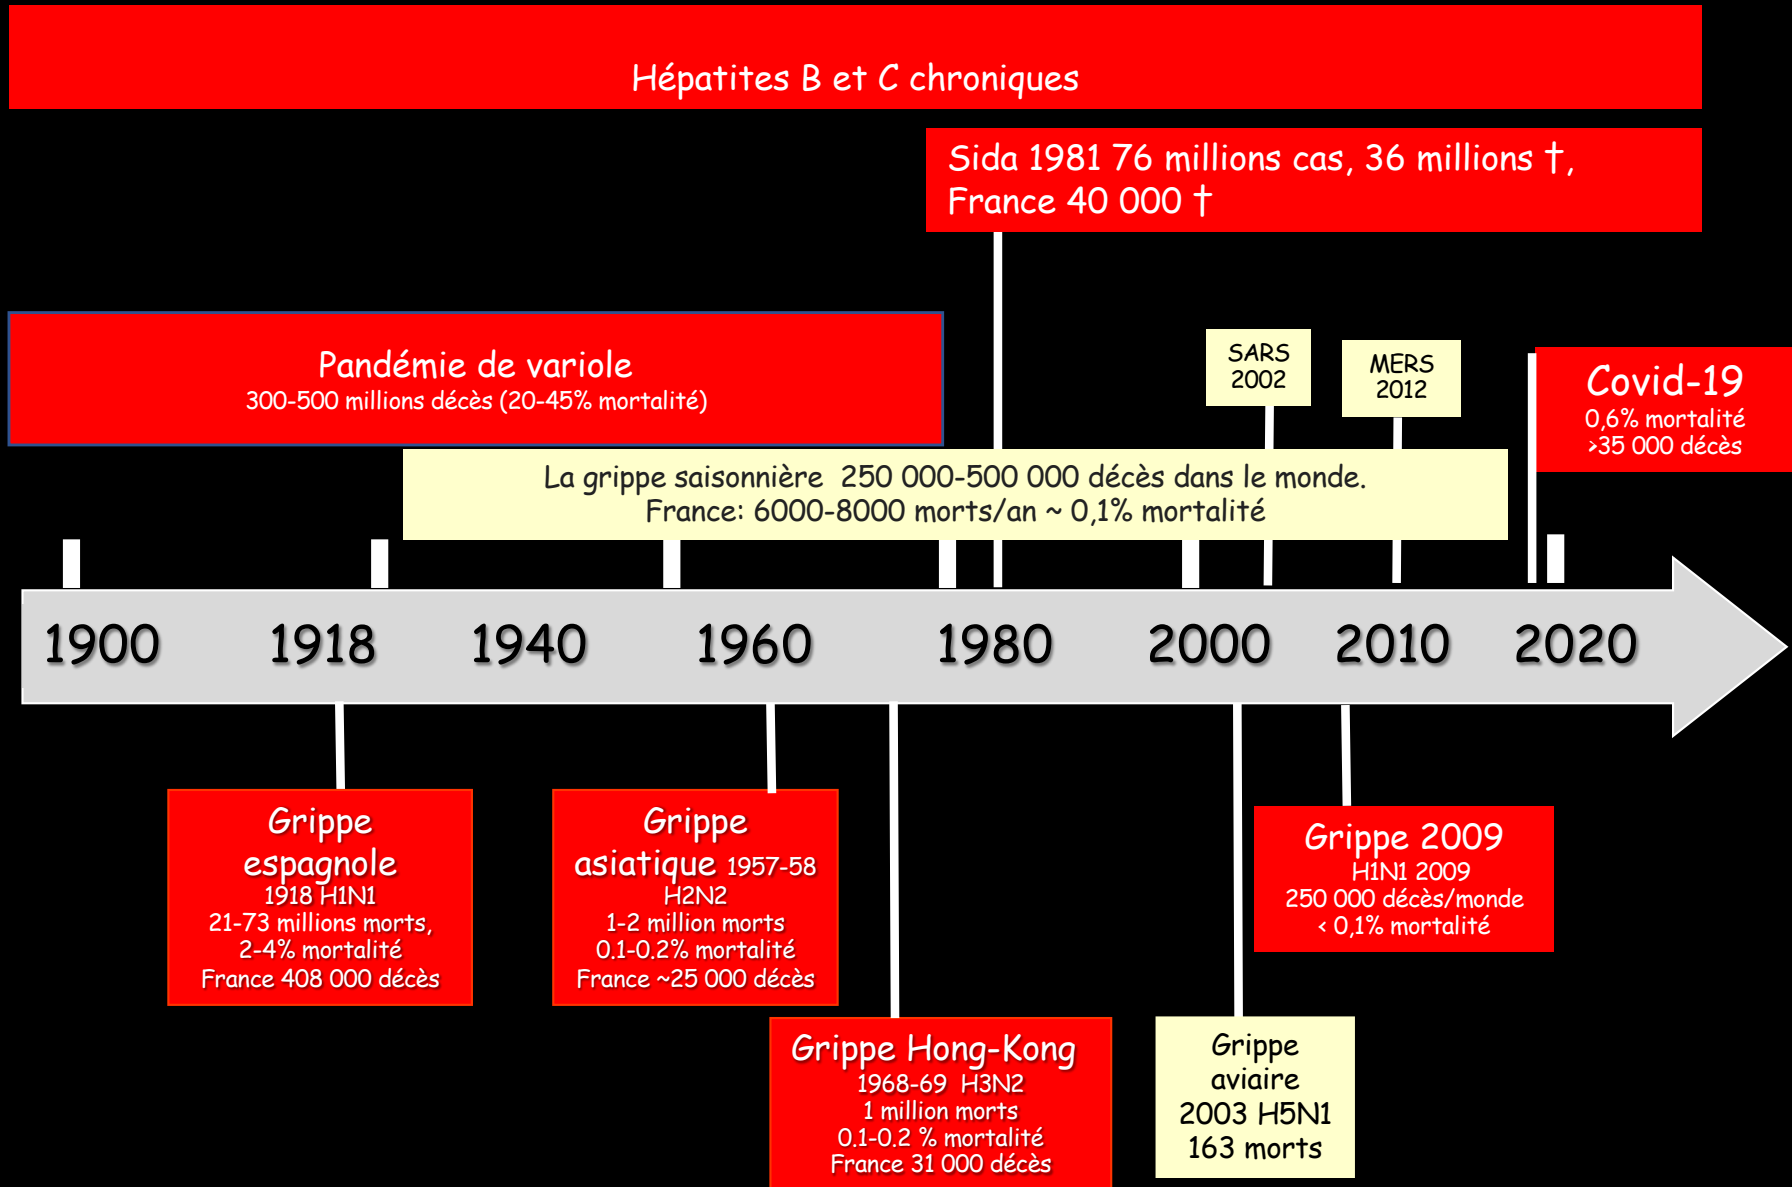 Hépatites B et C chroniques
Sida 1981 76 millions cas, 36 millions †,
France 40 000 †
Pandémie de variole
300-500 millions décès (20-45% mortalité)
SARS
2002
MERS
2012
Covid-19
0,6% mortalité
>35 000 décès
La grippe saisonnière 250 000-500 000 décès dans le monde.
France: 6000-8000 morts/an ~ 0,1% mortalité
1900 1918 1940 1960 1980 2000 2010 2020
Grippe
espagnole
1918 H1N1
21-73 millions morts,
2-4% mortalité
France 408 000 décès
Grippe
asiatique 1957-58
H2N2
1-2 million morts
0.1-0.2% mortalité
France ~25 000 décès
Grippe Hong-Kong
1968-69 H3N2
1 million morts
0.1-0.2 % mortalité
France 31 000 décès
Grippe
aviaire
2003 H5N1
163 morts
Grippe 2009
H1N1 2009
250 000 décès/monde
< 0,1% mortalité